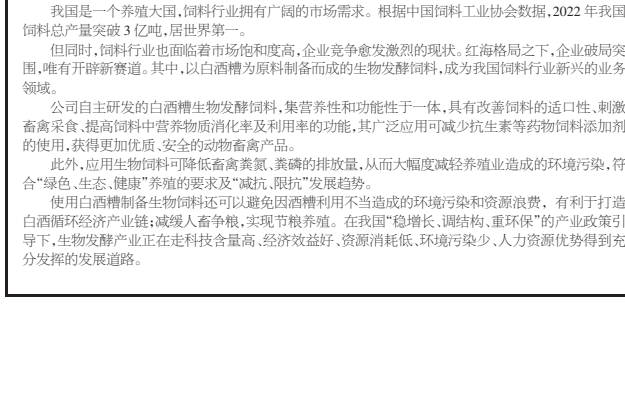 我国是一个养殖大国,饲料行业拥有广阔的市场需求。根据中国饲料工业协会数据,2022 年我国
饲料总产量突破 3 亿吨,居世界第一。
但同时,饲料行业也面临着市场饱和度高,企业竞争愈发激烈的现状。红海格局之下,企业破局突
围,唯有开辟新赛道。其中,以白酒糟为原料制备而成的生物发酵饲料,成为我国饲料行业新兴的业务
领域。
公司自主研发的白酒糟生物发酵饲料,集营养性和功能性于一体,具有改善饲料的适口性、刺激
畜禽采食、提高饲料中营养物质消化率及利用率的功能,其广泛应用可减少抗生素等药物饲料添加剂
的使用,获得更加优质、安全的动物畜禽产品。
此外,应用生物饲料可降低畜禽粪氮、粪磷的排放量,从而大幅度减轻养殖业造成的环境污染,符
合“绿色、生态、健康”养殖的要求及“减抗、限抗”发展趋势。
使用白酒糟制备生物饲料还可以避免因酒糟利用不当造成的环境污染和资源浪费，有利于打造
白酒循环经济产业链;减缓人畜争粮,实现节粮养殖。在我国“稳增长、调结构、重环保”的产业政策引
导下,生物发酵产业正在走科技含量高、经济效益好、资源消耗低、环境污染少、人力资源优势得到充
分发挥的发展道路。